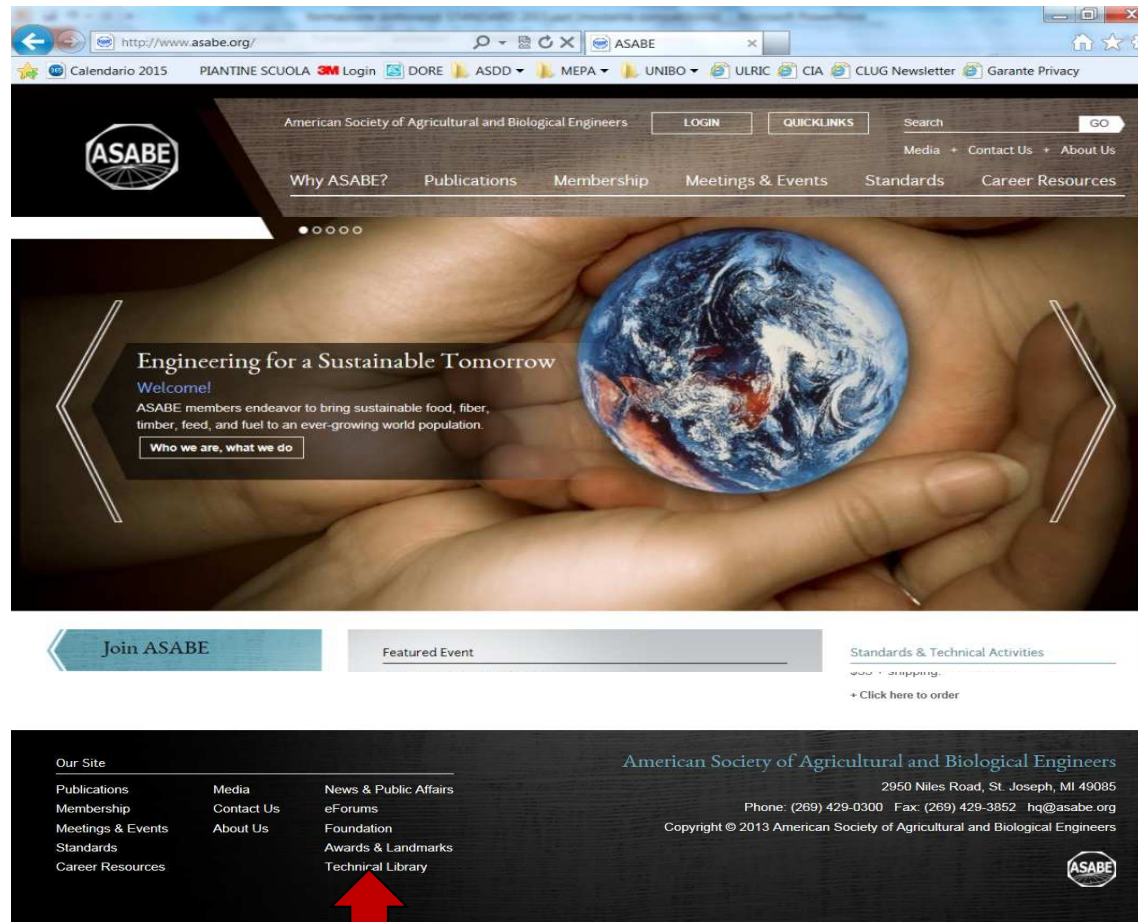 http://www.asabe.org/
ASABE
Calendario 2015 PIANTINE SCUOLA 3M Login DORE ASDD MEPA UNIBO ULRIC CIA CLUG Newsletter Garante Privacy
ASABE
American Society of Agricultural and Biological Engineers
LOGIN
QUICKLINKS
Search
GO
Media + Contact Us + About Us
Why ASABE? Publications Membership Meetings & Events Standards Career Resources
Engineering for a Sustainable Tomorrow
Welcome!
ASABE members endeavor to bring sustainable food, fiber,
timber, feed, and fuel to an ever-growing world population.
Who we are, what we do
Join ASABE
Featured Event
Standards & Technical Activities
+ Click here to order
Our Site
Publications
Membership
Meetings & Events
Standards
Career Resources
Media
Contact Us
About Us
News & Public Affairs
eForums
Foundation
Awards & Landmarks
Technical Library
American Society of Agricultural and Biological Engineers
2950 Niles Road, St. Joseph, MI 49085
Phone: (269) 429-0300 Fax: (269) 429-3852 hq@asabe.org
Copyright © 2013 American Society of Agricultural and Biological Engineers
ASABE